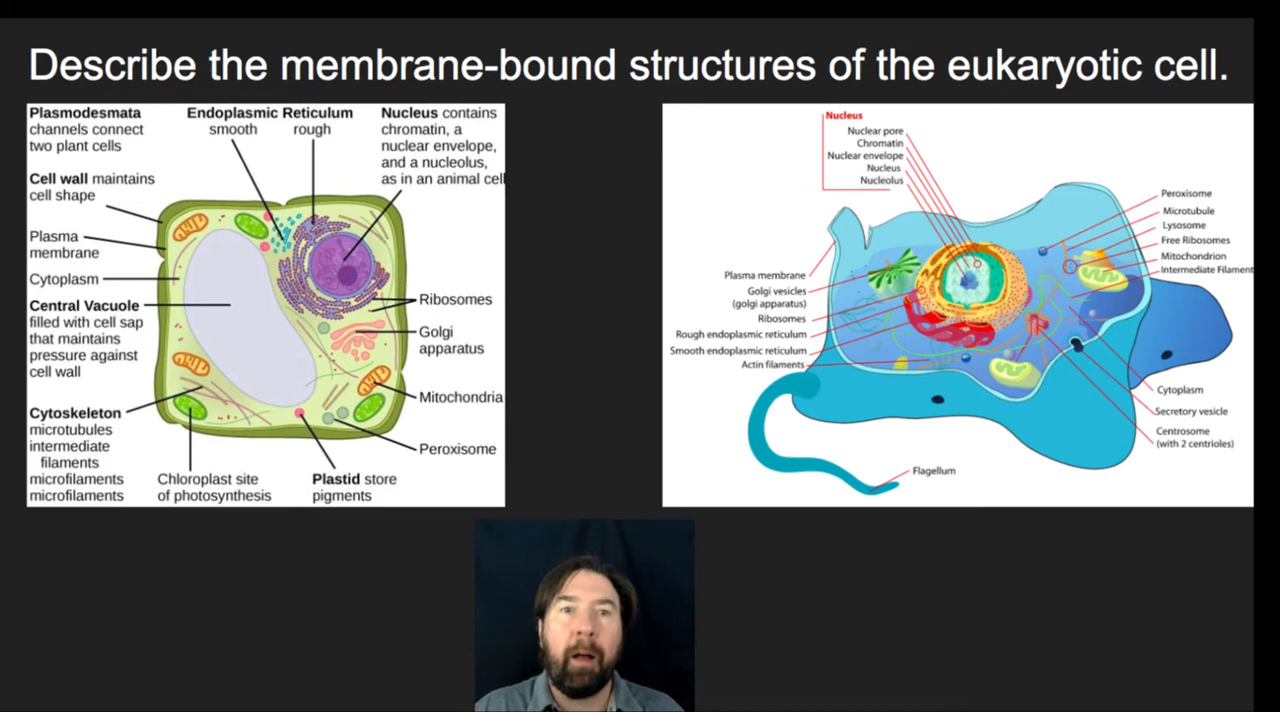 Describe the membrane-bound structures of the eukaryotic cell.
Plasmodesmata
channels connect
two plant cells
Endoplasmic Reticulum
smooth
rough
Nucleus contains
chromatin, a
nuclear envelope,
and a nucleolus,
as in an animal cell
Cell wall maintains
cell shape
Plasma
membrane
Cytoplasm
Central Vacuole
filled with cell sap
that maintains
pressure against
cell wall
Cytoskeleton
microtubules
intermediate
filaments
microfilaments
microfilaments
Chloroplast site
of photosynthesis
Plastid store
pigments
Ribosomes
Golgi
apparatus
Mitochondria
Peroxisome
Nucleus
Nuclear pore
Chromatin
Nuclear envelope
Nucleus
Nucleolus
Plasma membrane
Golgi vesicles
(golgi apparatus)
Ribosomes
Rough endoplasmic reticulum
Smooth endoplasmic reticulum
Actin filaments
Peroxisome
Microtubule
Lysosome
Free Ribosomes
Mitochondrion
Intermediate Filament
Cytoplasm
Secretory vesicle
Centrosome
(with 2 centrioles)
Flagellum